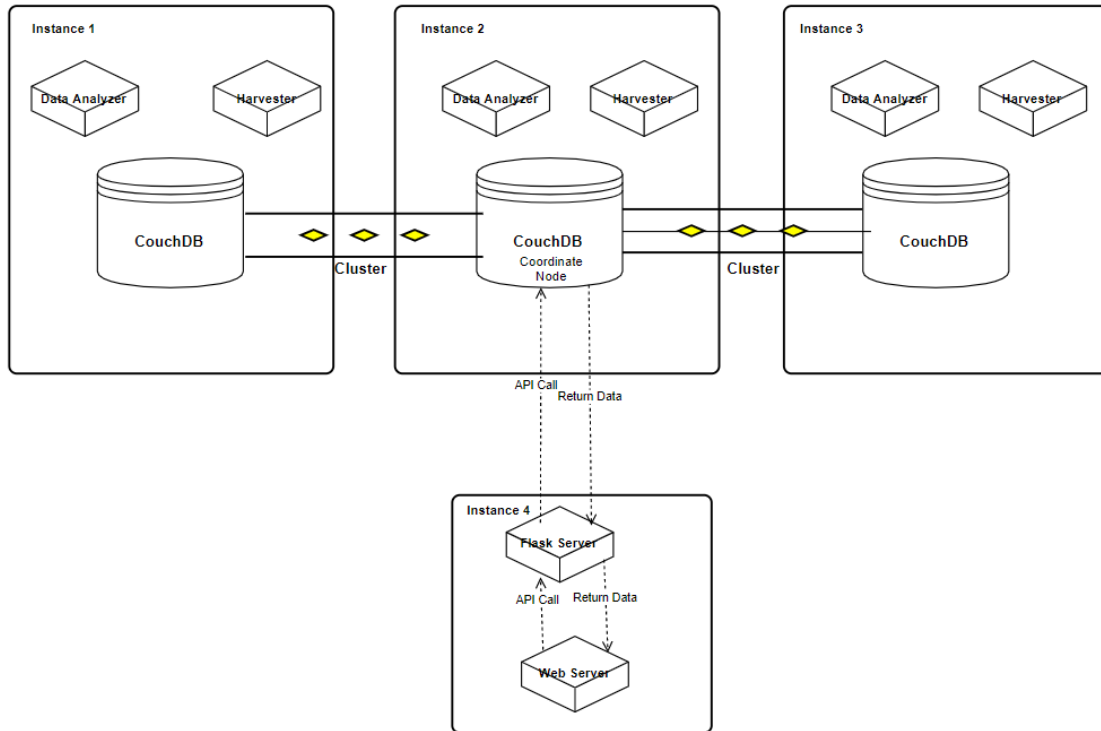 Instance 1
Instance 2
Instance 3
Data Analyzer
Harvester
Data Analyzer
Harvester
Data Analyzer
Harvester
CouchDB
CouchDB
Coordinate
Node
CouchDB
Cluster
Cluster
API Call
Return Data
Instance 4
Flask Server
API Call
Return Data
Web Server